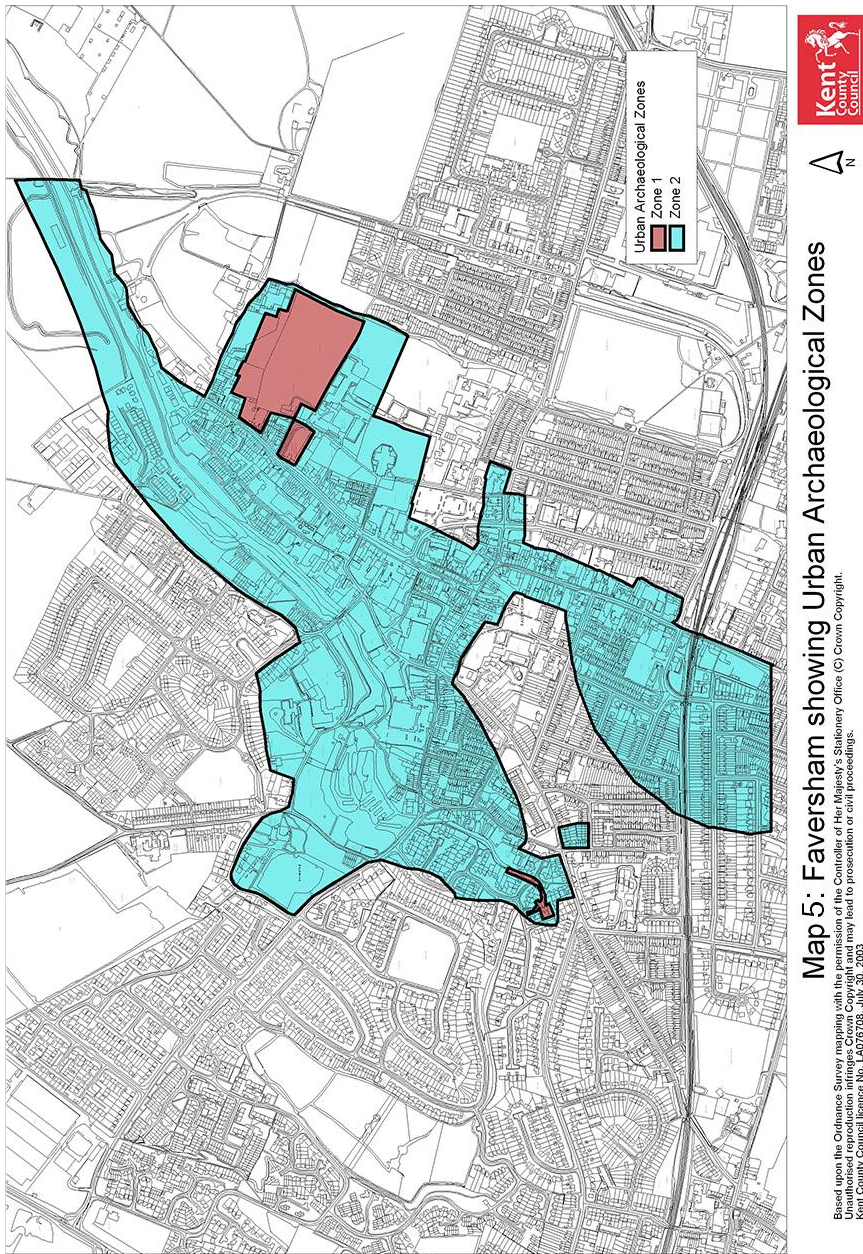 Kent
County
Council
N
Urban Archaeological Zones
Zone 1
Zone 2
Map 5: Faversham showing Urban Archaeological Zones
Based upon the Ordnance Survey mapping with the permission of the Controller of Her Majesty's Stationery Office (C) Crown Copyright.
Unauthorised reproduction infringes Crown Copyright and may lead to prosecution or civil proceedings.
Kent County Council licence No. LA076708. July 30, 2003